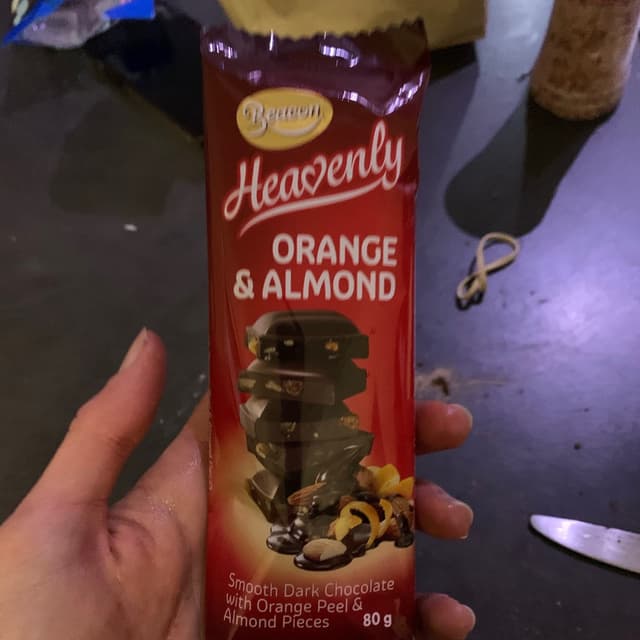 Beacon
Heavenly
ORANGE
& ALMOND
Smooth Dark Chocolate
with Orange Peel &
Almond Pieces
80 g